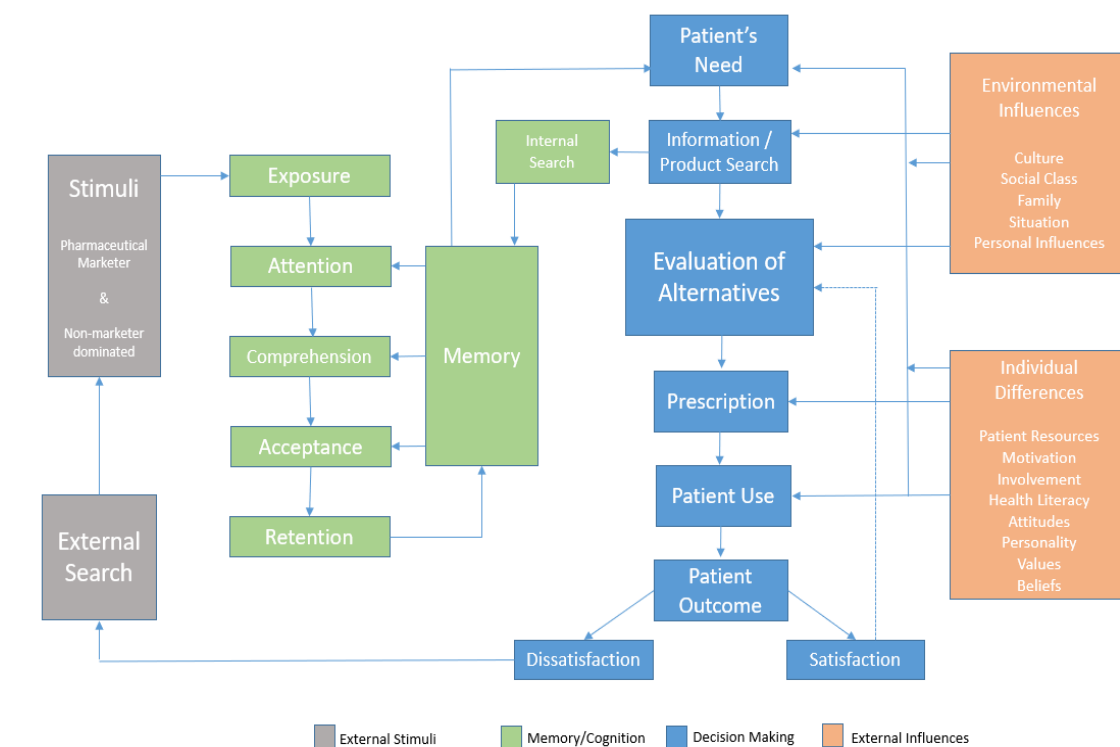 Patient's
Need
Environmental
Influences
Culture
Social Class
Family
Situation
Personal Influences
Internal
Search
Information /
Product Search
Stimuli
Pharmaceutical
Marketer
&
Non-marketer
dominated
Exposure
Attention
Comprehension
Acceptance
Retention
Memory
Evaluation of
Alternatives
Prescription
Patient Use
Patient
Outcome
Individual
Differences
Patient Resources
Motivation
Involvement
Health Literacy
Attitudes
Personality
Values
Beliefs
External
Search
Dissatisfaction
Satisfaction
External Stimuli
Memory/Cognition
Decision Making
External Influences